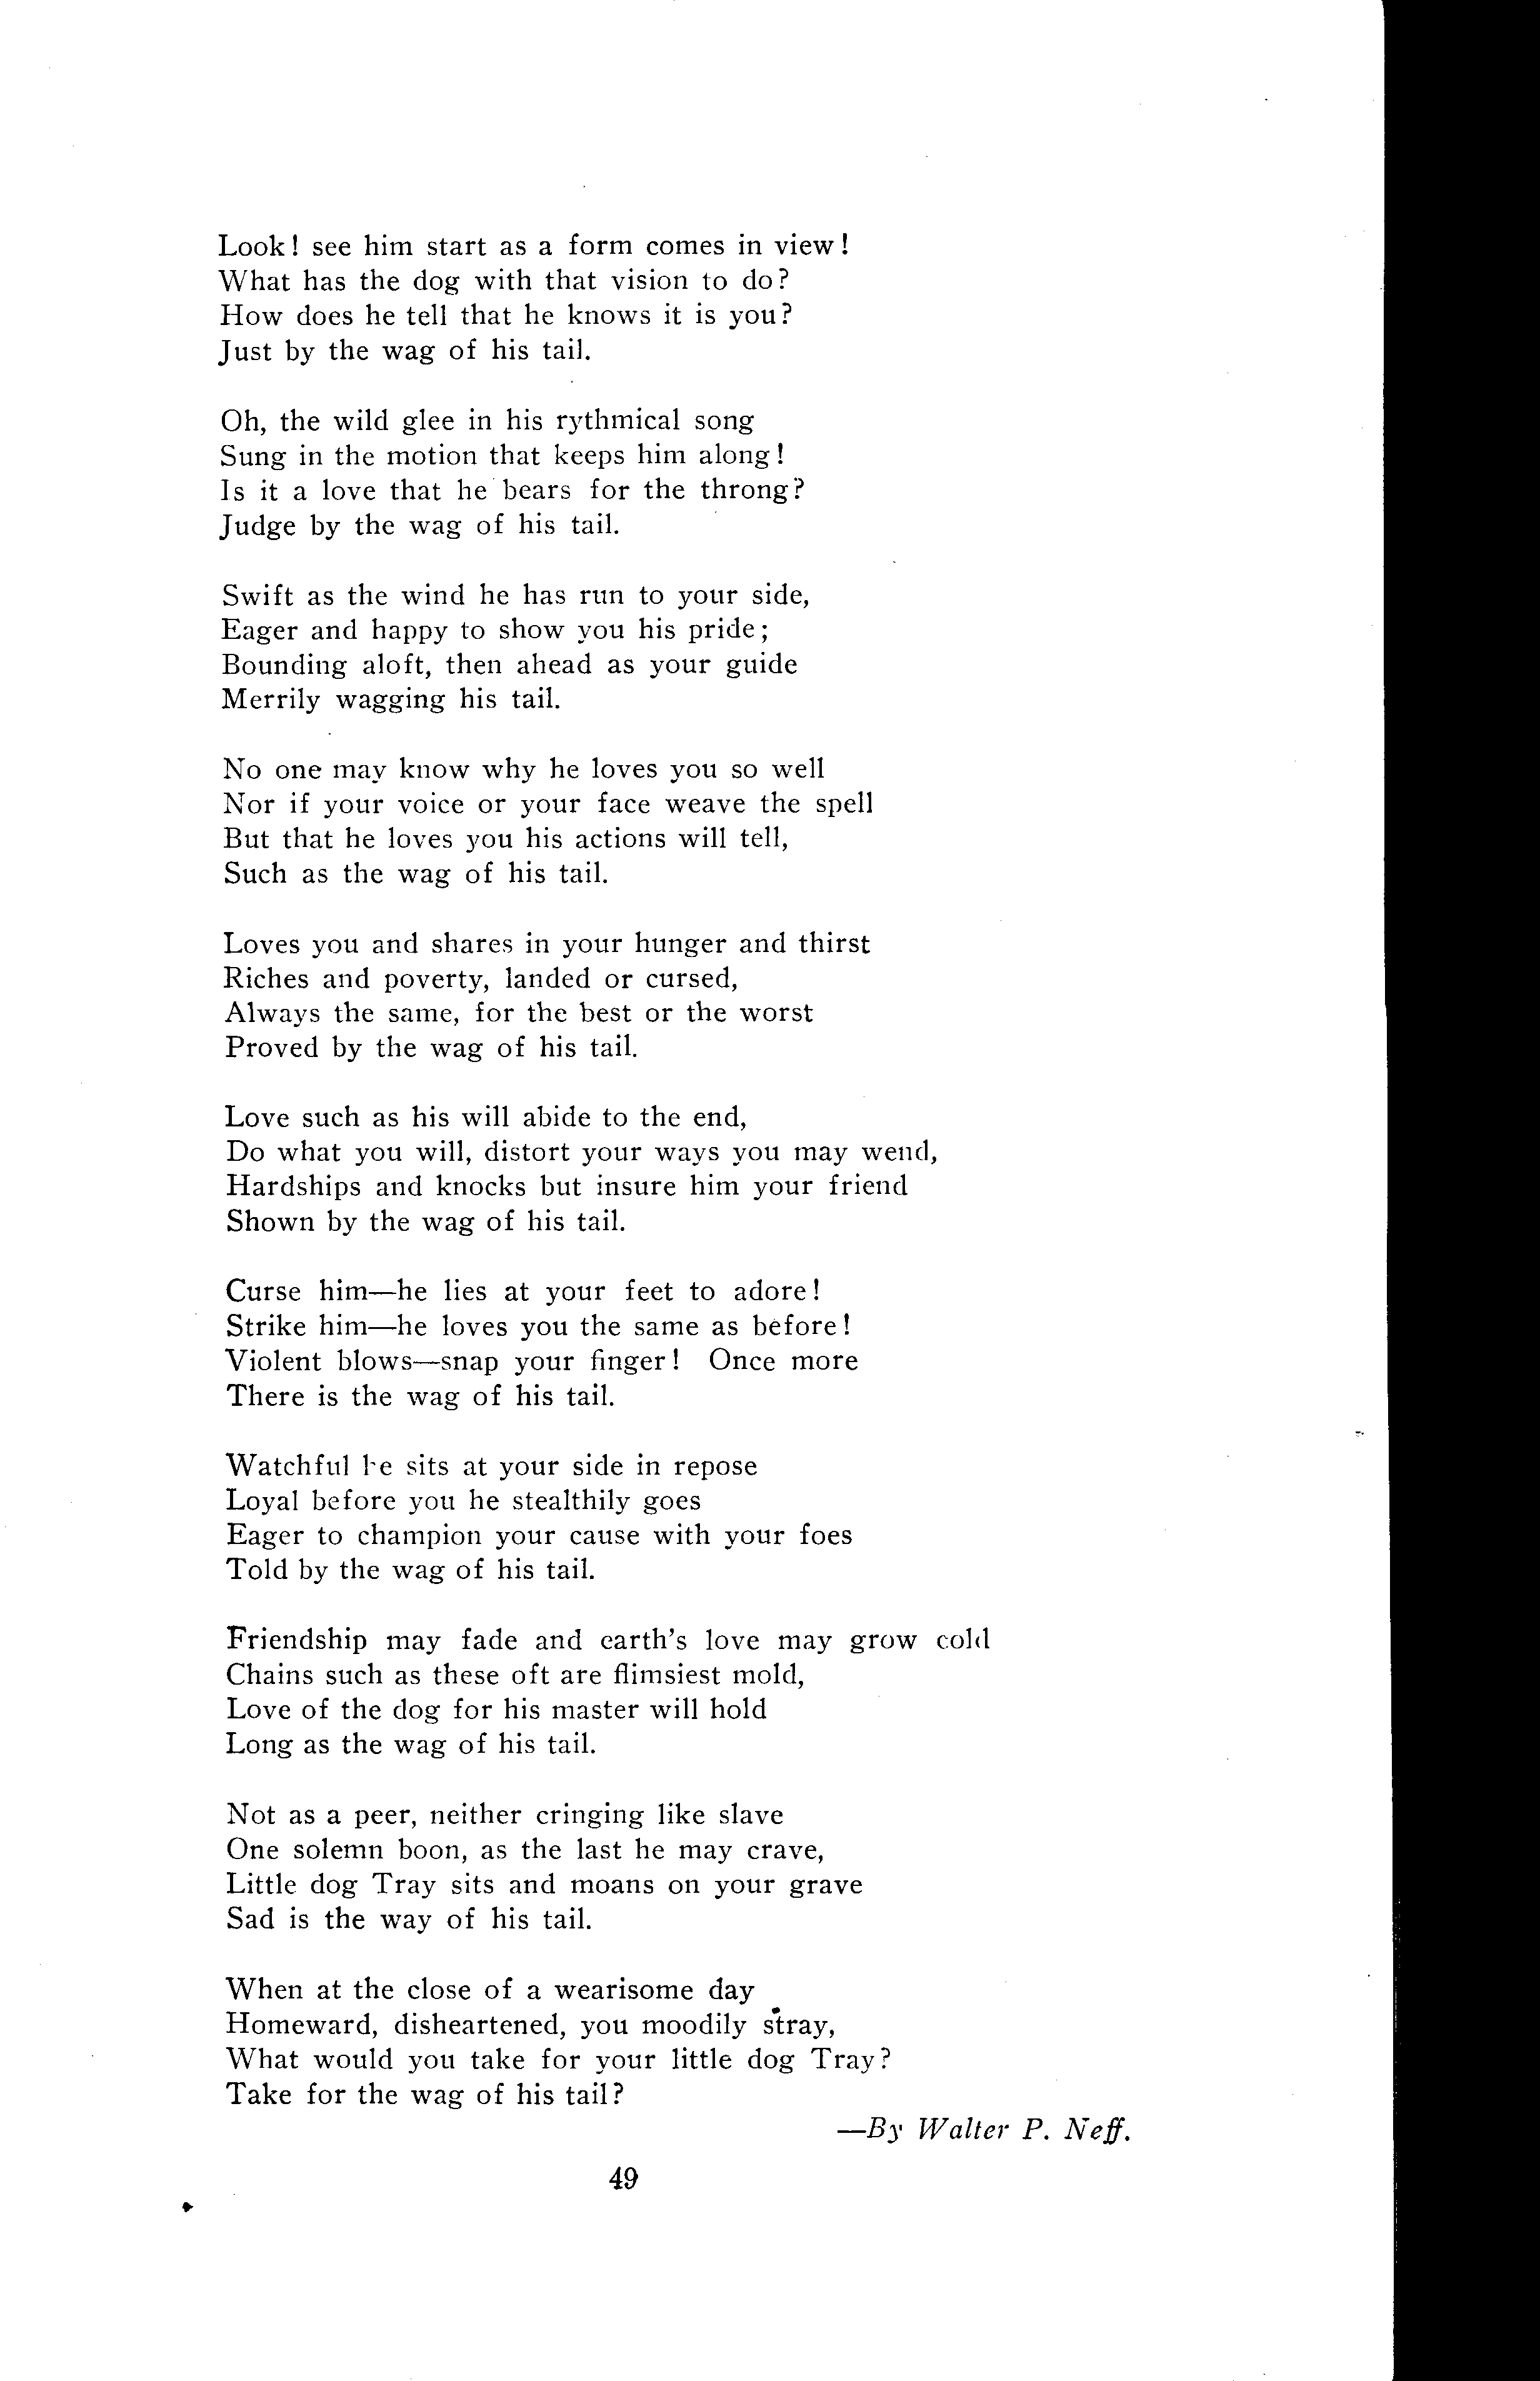 Look! see him start as a form comes in view!
What has the dog with that vision to do?
How does he tell that he knows it is you?
Just by the wag of his tail.

Oh, the wild glee in his rythmical song
Sung in the motion that keeps him along!
Is it a love that he bears for the throng?
Judge by the wag of his tail.

Swift as the wind he has run to your side,
Eager and happy to show you his pride;
Bounding aloft, then ahead as your guide
Merrily wagging his tail.

No one may know why he loves you so well
Nor if your voice or your face weave the spell
But that he loves you his actions will tell,
Such as the wag of his tail.

Loves you and shares in your hunger and thirst
Riches and poverty, landed or cursed,
Always the same, for the best or the worst
Proved by the wag of his tail.

Love such as his will abide to the end,
Do what you will, distort your ways you may wend,
Hardships and knocks but insure him your friend
Shown by the wag of his tail.

Curse him—he lies at your feet to adore!
Strike him—he loves you the same as before!
Violent blows—snap your finger! Once more
There is the wag of his tail.

Watchful he sits at your side in repose
Loyal before you he stealthily goes
Eager to champion your cause with your foes
Told by the wag of his tail.

Friendship may fade and earth's love may grow cold
Chains such as these oft are flimsiest mold,
Love of the dog for his master will hold
Long as the wag of his tail.

Not as a peer, neither cringing like slave
One solemn boon, as the last he may crave,
Little dog Tray sits and moans on your grave
Sad is the way of his tail.

When at the close of a wearisome day
Homeward, disheartened, you moodily stray,
What would you take for your little dog Tray?
Take for the wag of his tail?
—By Walter P. Neff.
49